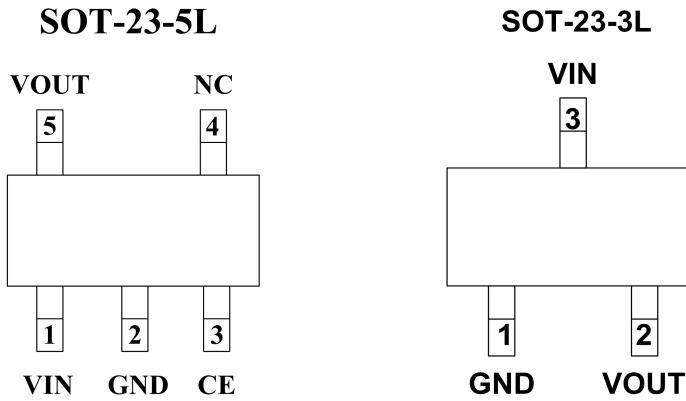 SOT-23-5L
VOUT NC
5 4
1 2 3
VIN GND CE
SOT-23-3L
VIN
3
1 2
GND VOUT